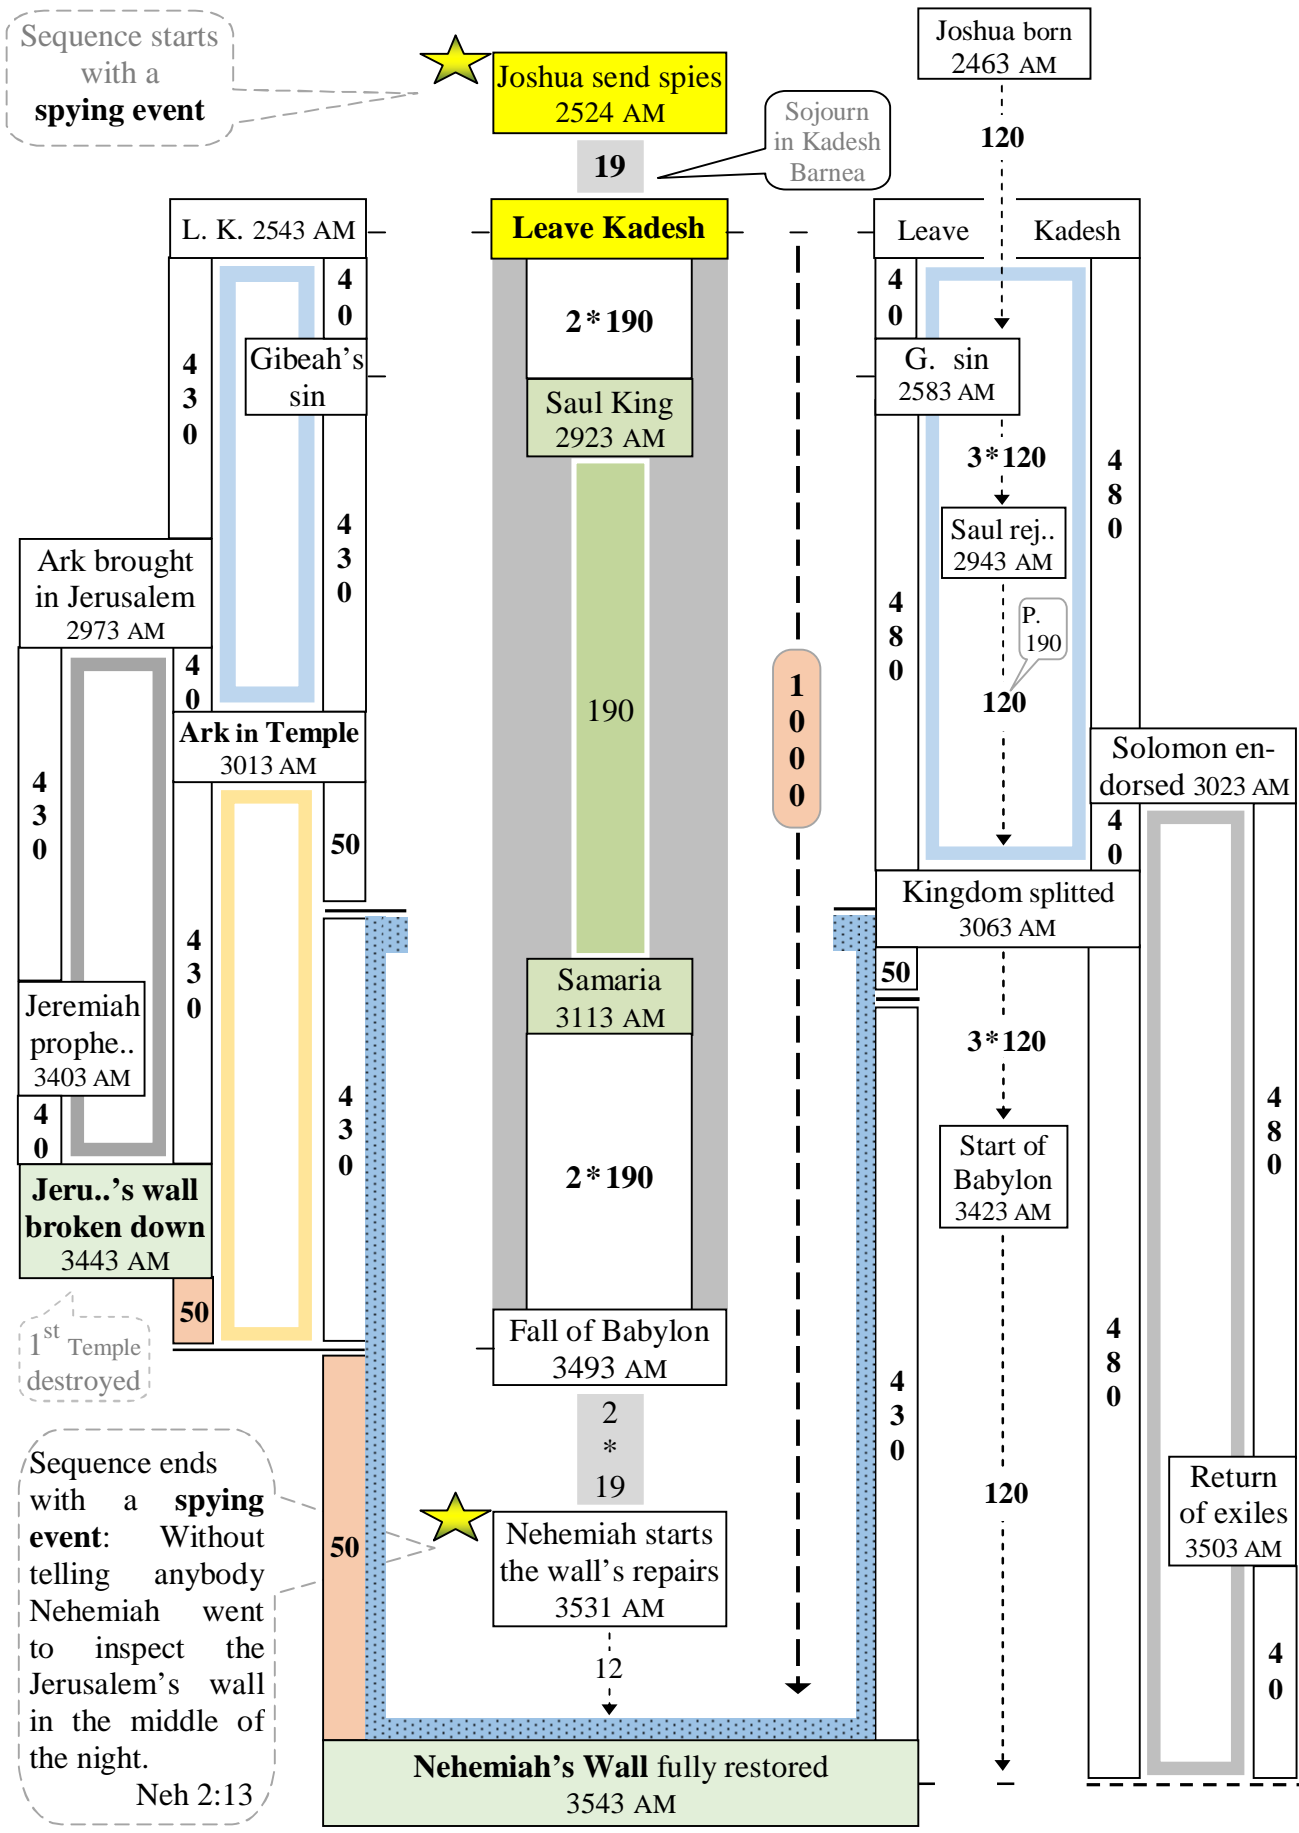 Sequence starts
with a
spying event
Joshua send spies
2524 AM
Joshua born
2463 AM
120
Sojourn
in Kadesh
Barnea
19
L. K. 2543 AM
Leave Kadesh
Leave Kadesh
4
3
0
4
0
2*190
4
0
Gibeah's
sin
G. sin
2583 AM
Saul King
2923 AM
3*120
4
8
0
4
3
0
Saul rej..
2943 AM
Ark brought
in Jerusalem
2973 AM
4
8
0
P.
190
4
0
190
1
0
0
0
120
Ark in Temple
3013 AM
Solomon en-
dorsed 3023 AM
4
3
0
50
4
0
Kingdom splitted
3063 AM
4
3
0
50
Samaria
3113 AM
Jeremiah
prophe..
3403 AM
3*120
4
0
4
3
0
4
8
0
Start of
Babylon
3423 AM
2*190
Jeru..'s wall
broken down
3443 AM
50
1st Temple
destroyed
Fall of Babylon
3493 AM
4
8
0
4
3
0
2
*
19
Sequence ends
with a spying
event: Without
telling anybody
Nehemiah went
to inspect the
Jerusalem's wall
in the middle of
the night.
Neh 2:13
50
Nehemiah starts
the wall's repairs
3531 AM
120
Return
of exiles
3503 AM
12
4
0
Nehemiah's Wall fully restored
3543 AM